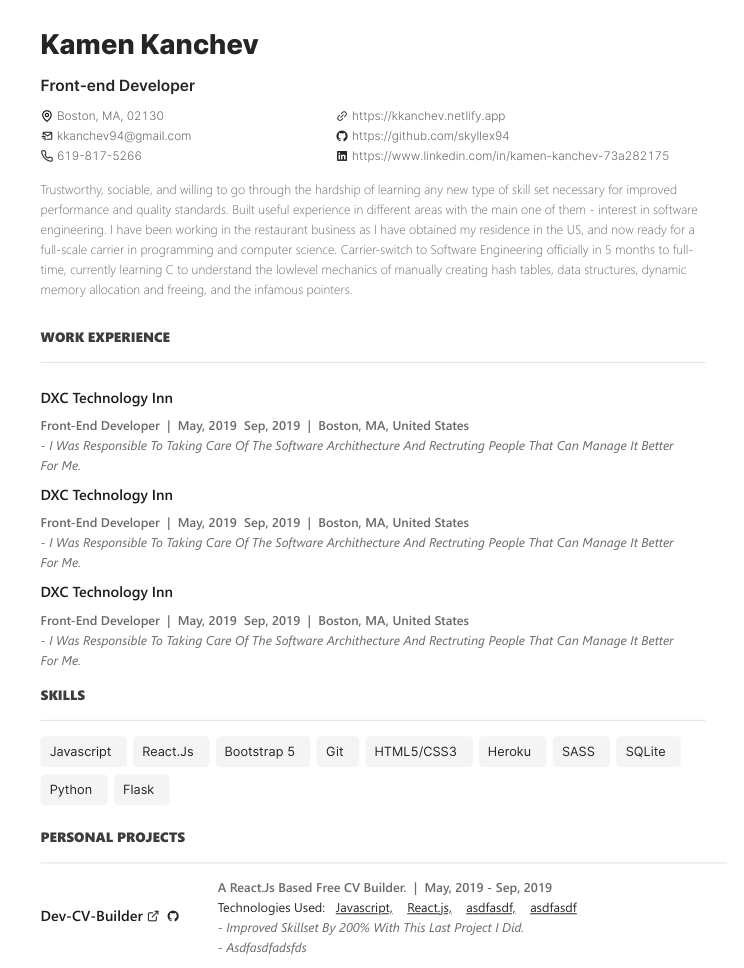 Kamen Kanchev
Front-end Developer
Boston, MA, 02130
https://kkanchev.netlify.app
kkanchev94@gmail.com
https://github.com/skyllex94
619-817-5266
https://www.linkedin.com/in/kamen-kanchev-73a282175
Trustworthy, sociable, and willing to go through the hardship of learning any new type of skill set necessary for improved
performance and quality standards. Built useful experience in different areas with the main one of them - interest in software
engineering. I have been working in the restaurant business as I have obtained my residence in the US, and now ready for a
full-scale carrier in programming and computer science. Carrier-switch to Software Engineering officially in 5 months to full-
time, currently learning C to understand the lowlevel mechanics of manually creating hash tables, data structures, dynamic
memory allocation and freeing, and the infamous pointers.
WORK EXPERIENCE
DXC Technology Inn
Front-End Developer | May, 2019 Sep, 2019 | Boston, MA, United States
- I Was Responsible To Taking Care Of The Software Archithecture And Rectruting People That Can Manage It Better
For Me.
DXC Technology Inn
Front-End Developer | May, 2019 Sep, 2019 | Boston, MA, United States
- I Was Responsible To Taking Care Of The Software Archithecture And Rectruting People That Can Manage It Better
For Me.
DXC Technology Inn
Front-End Developer | May, 2019 Sep, 2019 | Boston, MA, United States
- I Was Responsible To Taking Care Of The Software Archithecture And Rectruting People That Can Manage It Better
For Me.
SKILLS
Javascript React.Js Bootstrap 5 Git HTML5/CSS3 Heroku SASS SQLite
Python Flask
PERSONAL PROJECTS
Dev-CV-Builder
A React.Js Based Free CV Builder. | May, 2019 - Sep, 2019
Technologies Used: Javascript, React.js, asdfasdf, asdfasdf
- Improved Skillset By 200% With This Last Project I Did.
- Asdfasdfadsfds